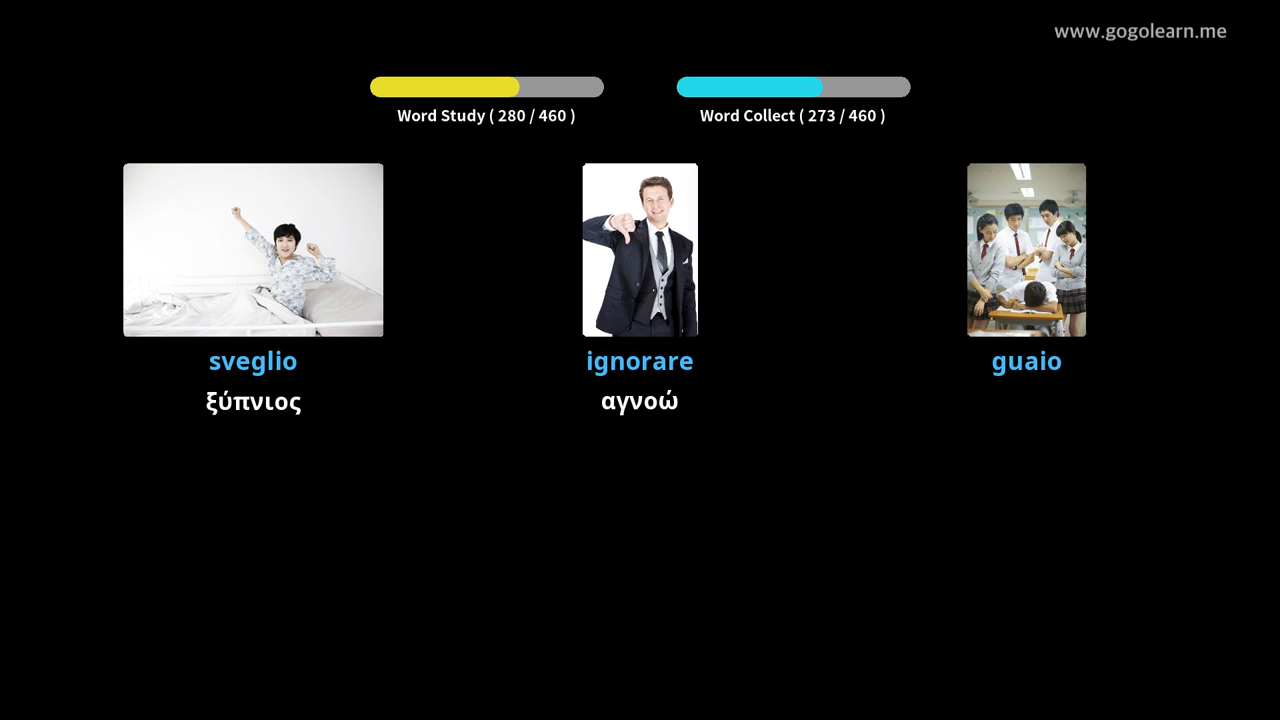 www.gogolearn.me
Word Study ( 280 / 460 )
Word Collect ( 273 / 460 )
sveglio
ξύπνιος
ignorare
αγνοώ
guaio